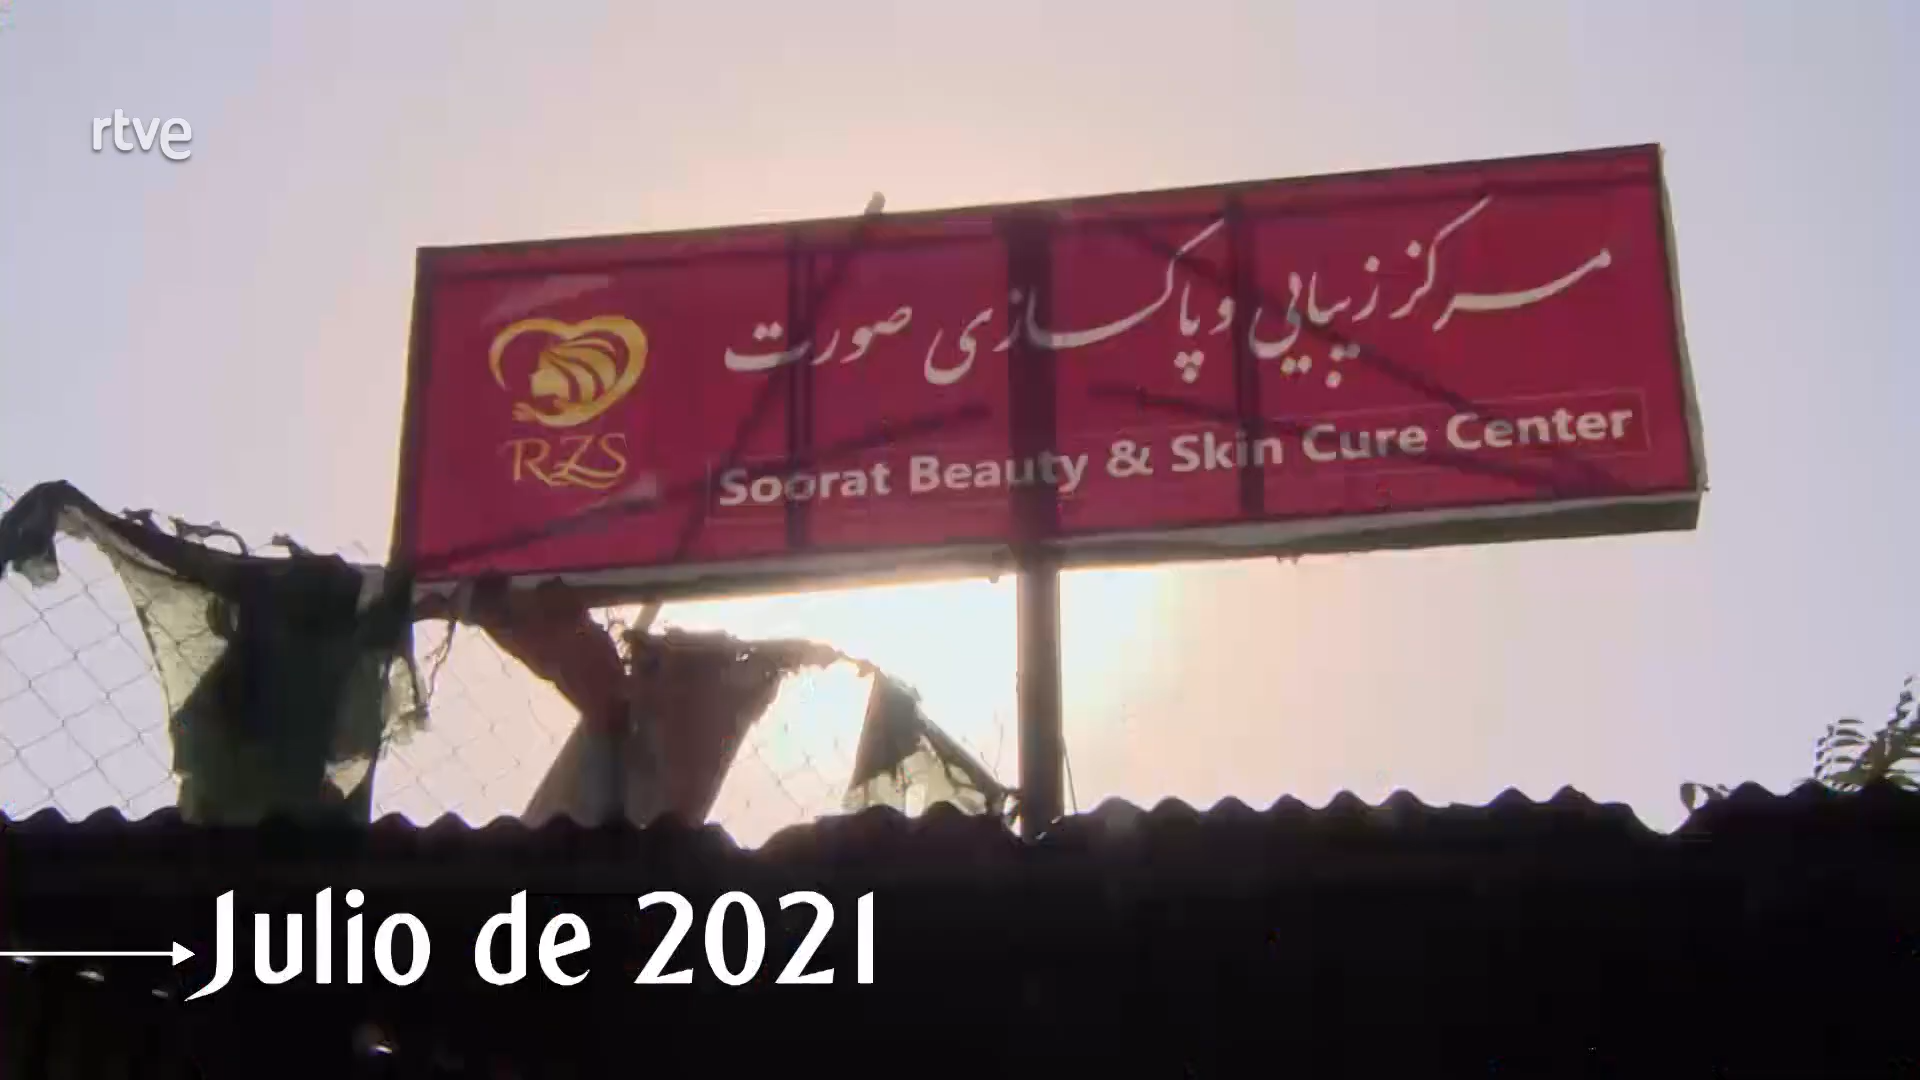 rtve
مرکز زیبایی و پاکسازی صورت
RZS
Soorat Beauty & Skin Cure Center
Julio de 2021